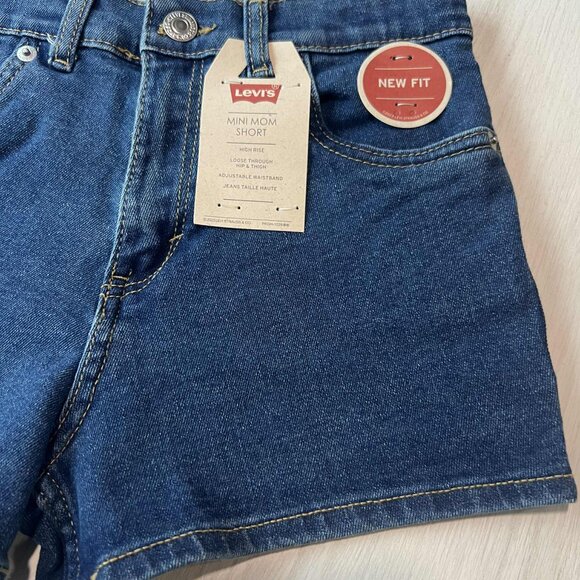 LEVI'S
MINI MOM
SHORT
HIGH RISE
LOOSE THROUGH
HIP & THIGH
ADJUSTABLE WAISTBAND
JEANS TAILLE HAUTE
NEW FIT